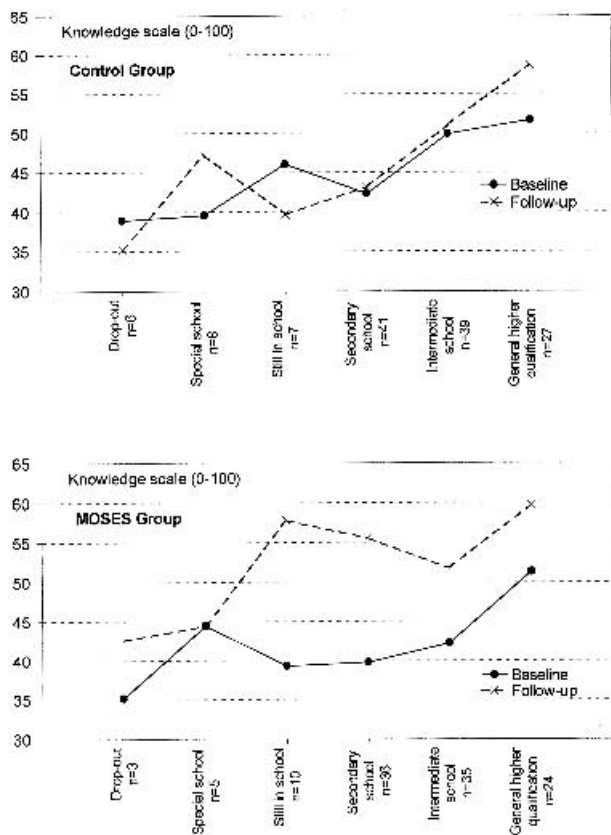 65
Knowledge scale (0-100)
60
Control Group
55
50
45
Baseline
40
Follow-up
35
30
Drop-out
n=6
Special school
n=8
Still in school
n=7
Secondary
school
n=41
Intermediate
school
n=39
General higher
qualification
n=27
65
Knowledge scale (0-100)
60
MOSES Group
55
50
45
Baseline
40
Follow-up
35
30
Drop-out
n=3
Special school
n=5
Still in school
n=10
Secondary
school
n=36
Intermediate
school
n=35
General higher
qualification
n=24